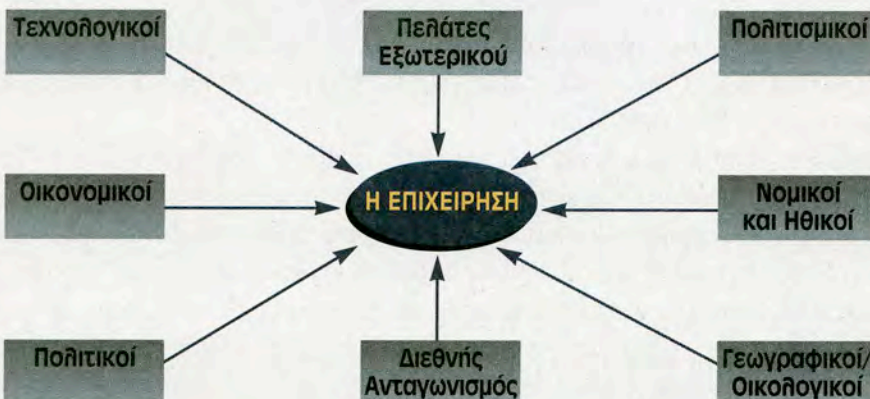 Τεχνολογικοί
Πελάτες
Εξωτερικού
Πολιτισμικοί
Οικονομικοί
Η ΕΠΙΧΕΙΡΗΣΗ
Νομικοί
και Ηθικοί
Πολιτικοί
Διεθνής
Ανταγωνισμός
Γεωγραφικοί/
Οικολογικοί